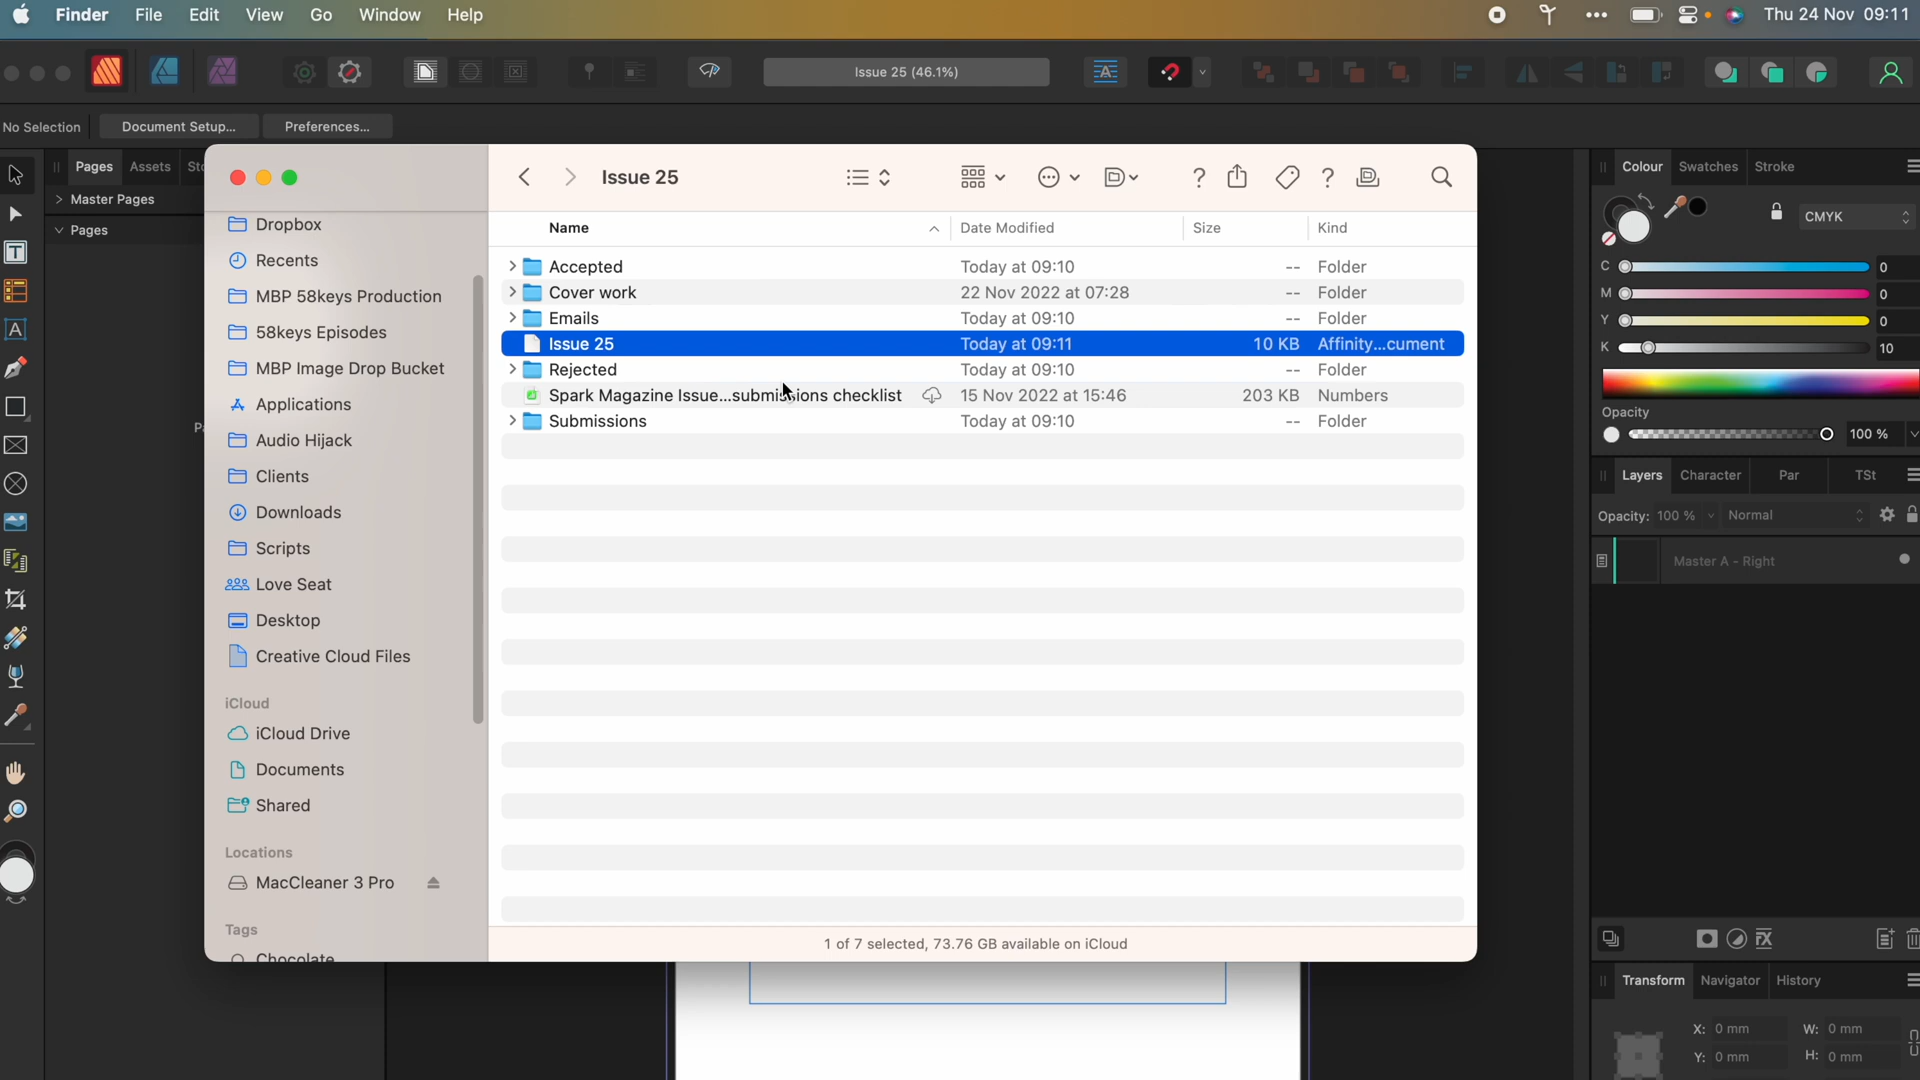 Finder File Edit View Go Window Help Thu 24 Nov 09:11
Issue 25 (46.1%)
No Selection Document Setup... Preferences...
Pages Assets
Master Pages
Pages
Dropbox
Recents
MBP 58keys Production
58keys Episodes
MBP Image Drop Bucket
Applications
Audio Hijack
Clients
Downloads
Scripts
Love Seat
Desktop
Creative Cloud Files
iCloud
iCloud Drive
Documents
Shared
Locations
MacCleaner 3 Pro
Tags
Chocolate
Issue 25
Name Date Modified Size Kind
Accepted Today at 09:10 -- Folder
Cover work 22 Nov 2022 at 07:28 -- Folder
Emails Today at 09:10 -- Folder
Issue 25 Today at 09:11 10 KB Affinity...cument
Rejected Today at 09:10 -- Folder
Spark Magazine Issue...submissions checklist 15 Nov 2022 at 15:46 203 KB Numbers
Submissions Today at 09:10 -- Folder
1 of 7 selected, 73.76 GB available on iCloud
Colour Swatches Stroke
CMYK
C 0
M 0
Y 0
K 10
Opacity
100 %
Layers Character Par TSt
Opacity: 100 % Normal
Master A - Right
Transform Navigator History
X: 0 mm W: 0 mm
Y: 0 mm H: 0 mm